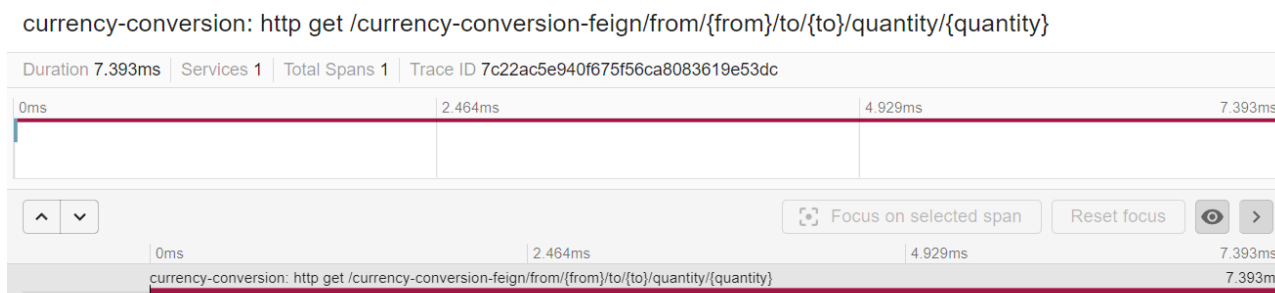 currency-conversion: http get /currency-conversion-feign/from/{from}/to/{to}/quantity/{quantity}
Duration 7.393ms Services 1 Total Spans 1 Trace ID 7c22ac5e940f675f56ca8083619e53dc
0ms 2.464ms 4.929ms 7.393ms
Focus on selected span Reset focus
0ms 2.464ms 4.929ms 7.393ms
currency-conversion: http get /currency-conversion-feign/from/{from}/to/{to}/quantity/{quantity} 7.393m